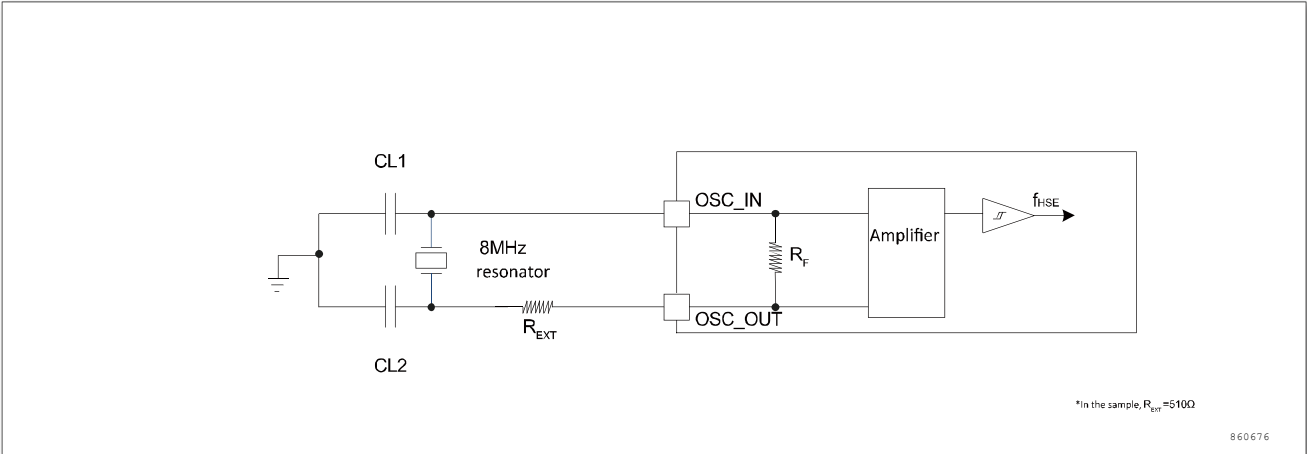 CL1
OSC_IN
fHSE
8MHz
resonator
Amplifier
RF
OSC_OUT
REXT
CL2
*In the sample, REXT=510Ω
860676